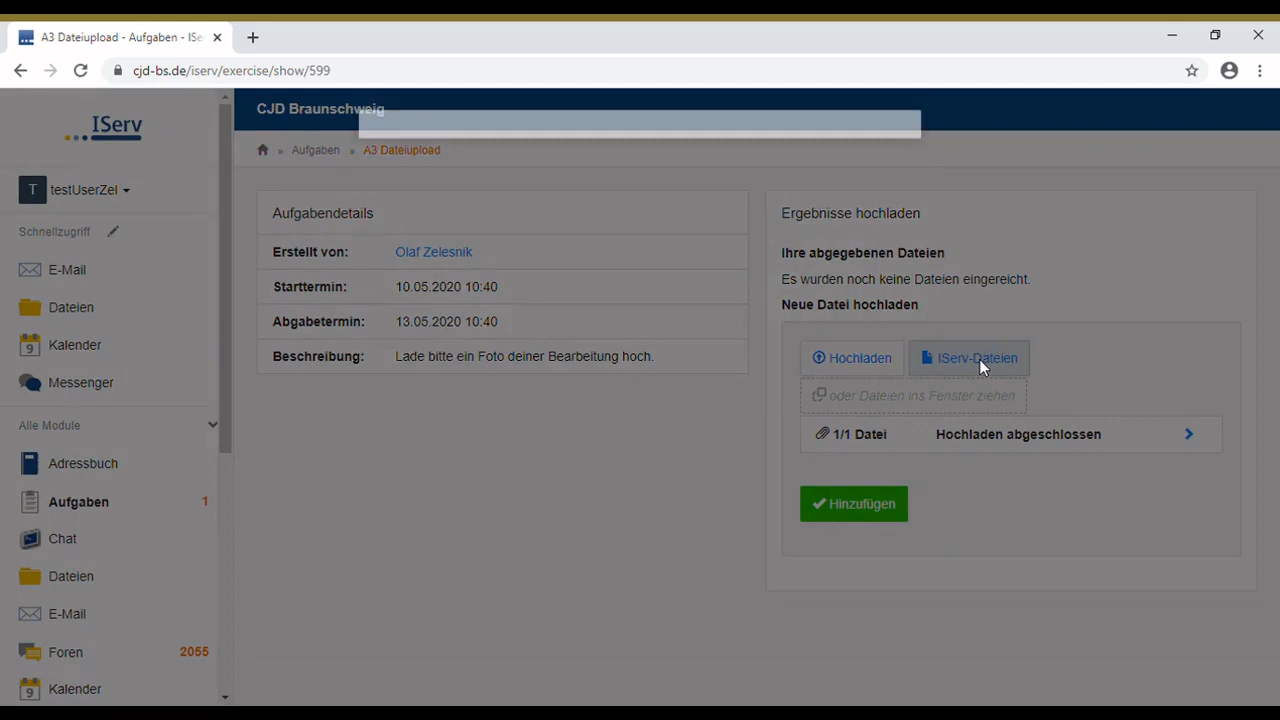 A3 Dateiupload - Aufgaben - ISe
cjd-bs.de/iserv/exercise/show/599
IServ
CJD Braunschweig
» Aufgaben » A3 Dateiupload
T testUserZel
Schnellzugriff
E-Mail
Dateien
9 Kalender
Messenger
Alle Module
Adressbuch
Aufgaben 1
Chat
Dateien
E-Mail
Foren 2055
9 Kalender
Aufgabendetails
Erstellt von: Olaf Zelesnik
Starttermin: 10.05.2020 10:40
Abgabetermin: 13.05.2020 10:40
Beschreibung: Lade bitte ein Foto deiner Bearbeitung hoch.
Ergebnisse hochladen
Ihre abgegebenen Dateien
Es wurden noch keine Dateien eingereicht.
Neue Datei hochladen
Hochladen IServ-Dateien
oder Dateien ins Fenster ziehen
1/1 Datei Hochladen abgeschlossen
Hinzufügen